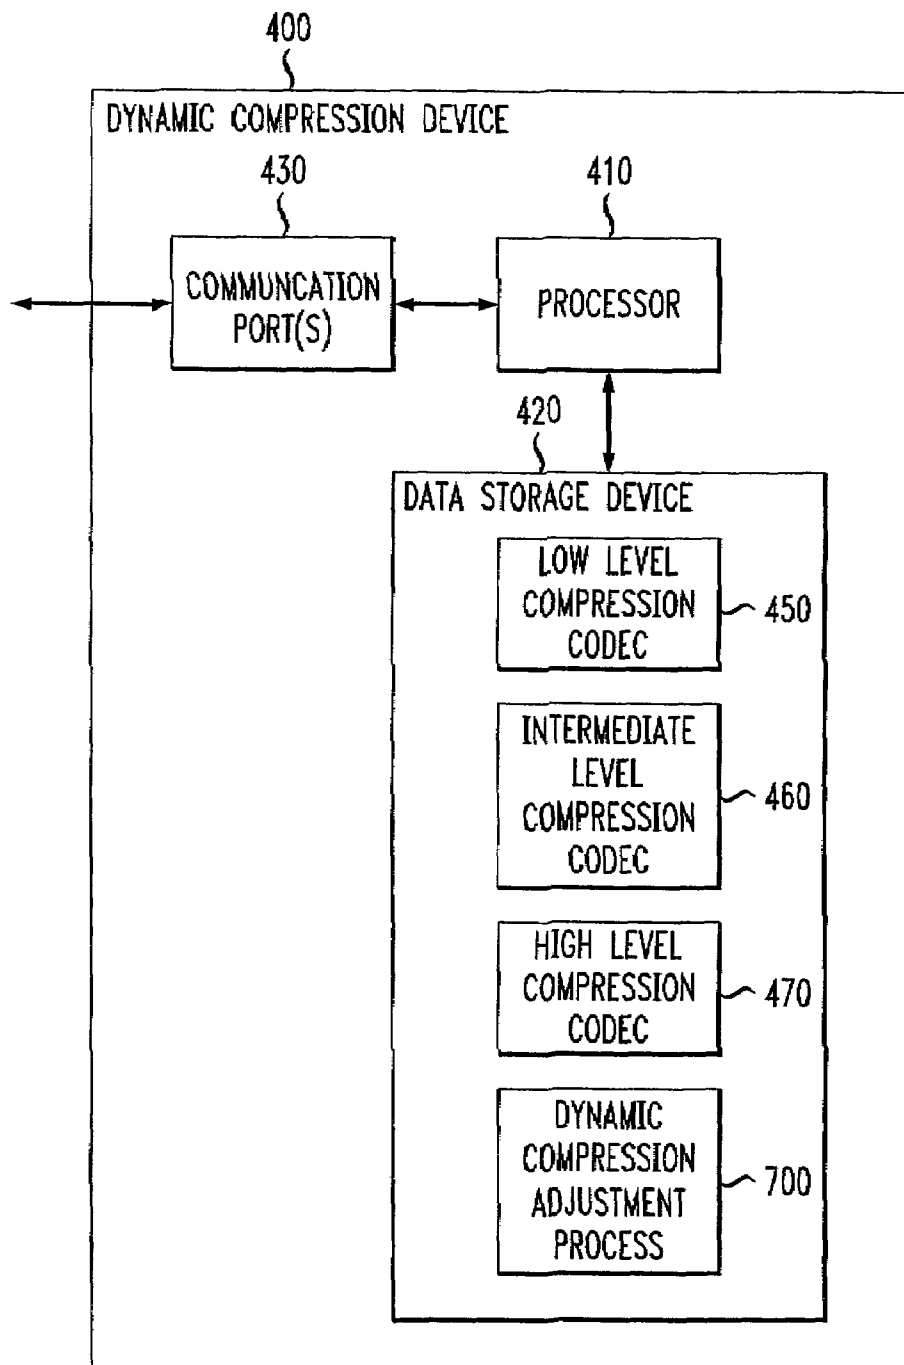 400
DYNAMIC COMPRESSION DEVICE
430
410
COMMUNCATION
PORT(S)
PROCESSOR
420
DATA STORAGE DEVICE
LOW LEVEL
COMPRESSION
CODEC
450
INTERMEDIATE
LEVEL
COMPRESSION
CODEC
460
HIGH LEVEL
COMPRESSION
CODEC
470
DYNAMIC
COMPRESSION
ADJUSTMENT
PROCESS
700